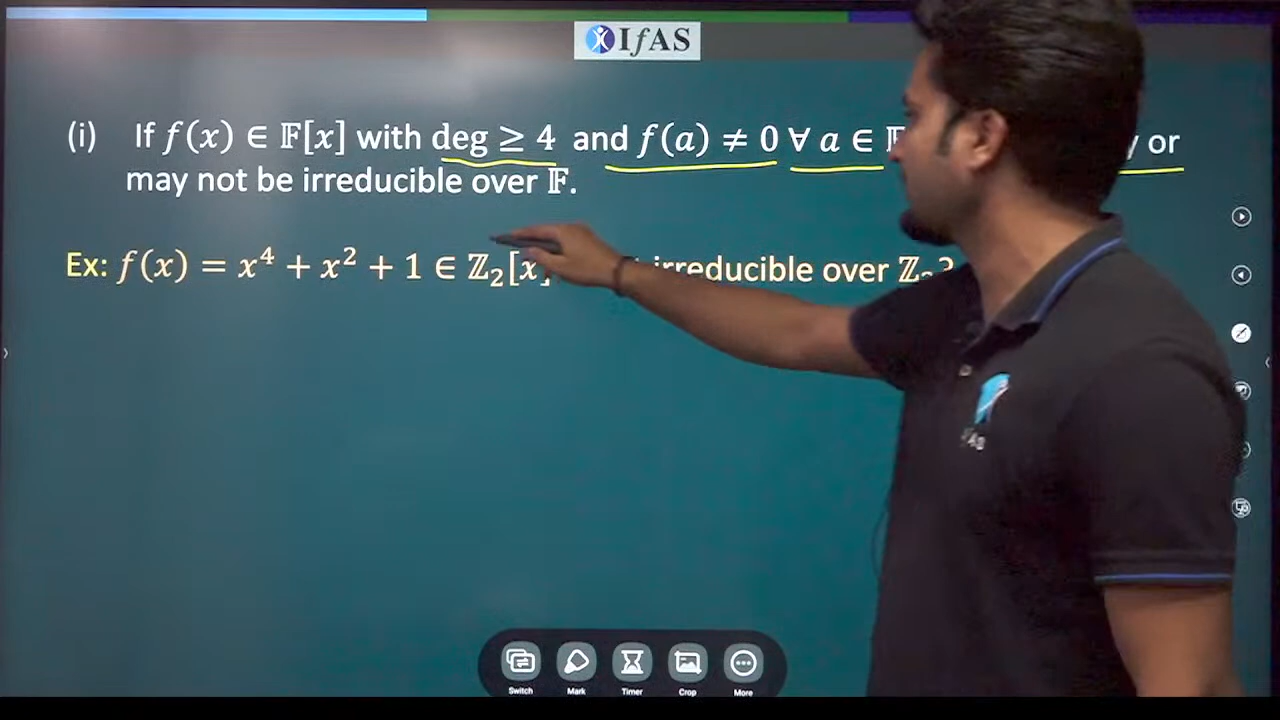 IfAS
(i) If f(x) ∈ 𝔽[x] with deg ≥ 4 and f(a) ≠ 0 ∀ a ∈ or
may not be irreducible over 𝔽.
Ex: f(x) = x⁴ + x² + 1 ∈ ℤ₂[x] irreducible over
Switch Mark Timer Crop More